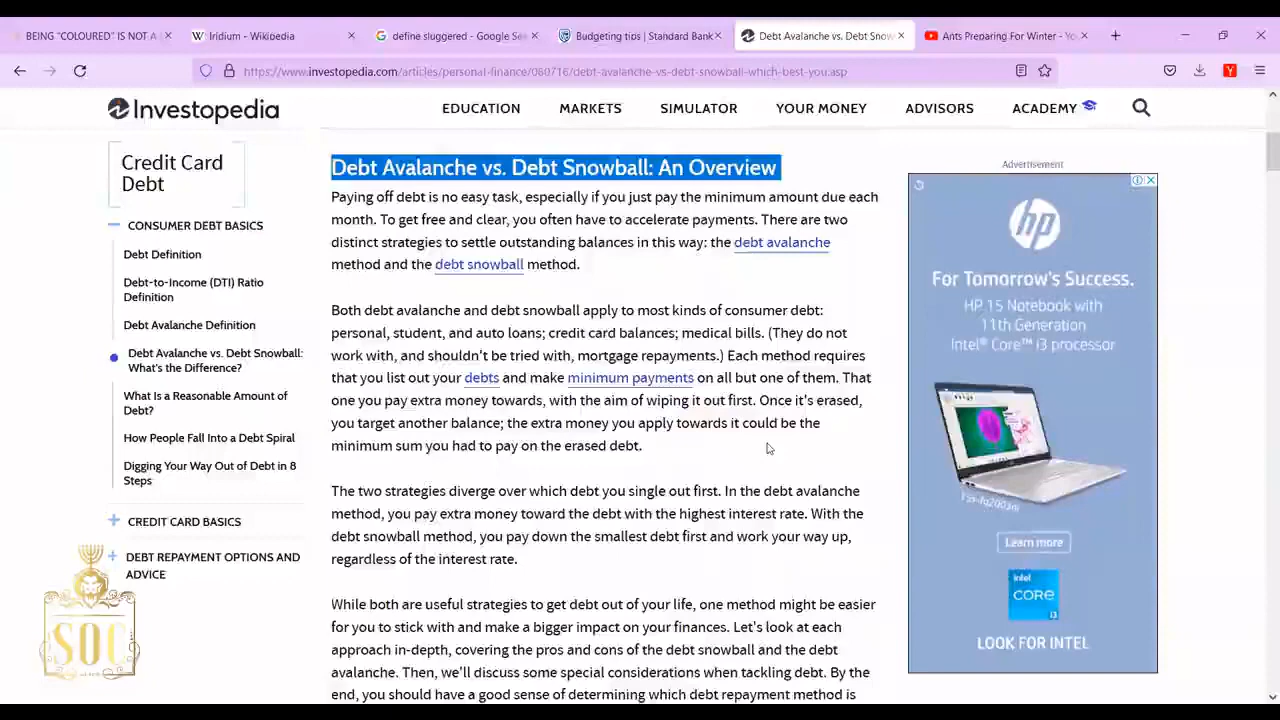 BEING "COLOURED" IS NOT A
Iridium - Wikipedia
define sluggered - Google Se
Budgeting tips | Standard Bank
Debt Avalanche vs. Debt Snow
Ants Preparing For Winter - Yo
https://www.investopedia.com/articles/personal-finance/080716/debt-avalanche-vs-debt-snowball-which-best-you.asp
Investopedia
EDUCATION MARKETS SIMULATOR YOUR MONEY ADVISORS ACADEMY
Credit Card
Debt
CONSUMER DEBT BASICS
Debt Definition
Debt-to-Income (DTI) Ratio
Definition
Debt Avalanche Definition
Debt Avalanche vs. Debt Snowball:
What's the Difference?
What Is a Reasonable Amount of
Debt?
How People Fall Into a Debt Spiral
Digging Your Way Out of Debt in 8
Steps
CREDIT CARD BASICS
DEBT REPAYMENT OPTIONS AND
ADVICE
SOC
Debt Avalanche vs. Debt Snowball: An Overview
Paying off debt is no easy task, especially if you just pay the minimum amount due each
month. To get free and clear, you often have to accelerate payments. There are two
distinct strategies to settle outstanding balances in this way: the debt avalanche
method and the debt snowball method.
Both debt avalanche and debt snowball apply to most kinds of consumer debt:
personal, student, and auto loans; credit card balances; medical bills. (They do not
work with, and shouldn't be tried with, mortgage repayments.) Each method requires
that you list out your debts and make minimum payments on all but one of them. That
one you pay extra money towards, with the aim of wiping it out first. Once it's erased,
you target another balance; the extra money you apply towards it could be the
minimum sum you had to pay on the erased debt.
The two strategies diverge over which debt you single out first. In the debt avalanche
method, you pay extra money toward the debt with the highest interest rate. With the
debt snowball method, you pay down the smallest debt first and work your way up,
regardless of the interest rate.
While both are useful strategies to get debt out of your life, one method might be easier
for you to stick with and make a bigger impact on your finances. Let's look at each
approach in-depth, covering the pros and cons of the debt snowball and the debt
avalanche. Then, we'll discuss some special considerations when tackling debt. By the
end, you should have a good sense of determining which debt repayment method is
Advertisement
hp
For Tomorrow's Success.
HP 15 Notebook with
11th Generation
Intel® Core™ i3 processor
Learn more
intel
CORE
i3
LOOK FOR INTEL